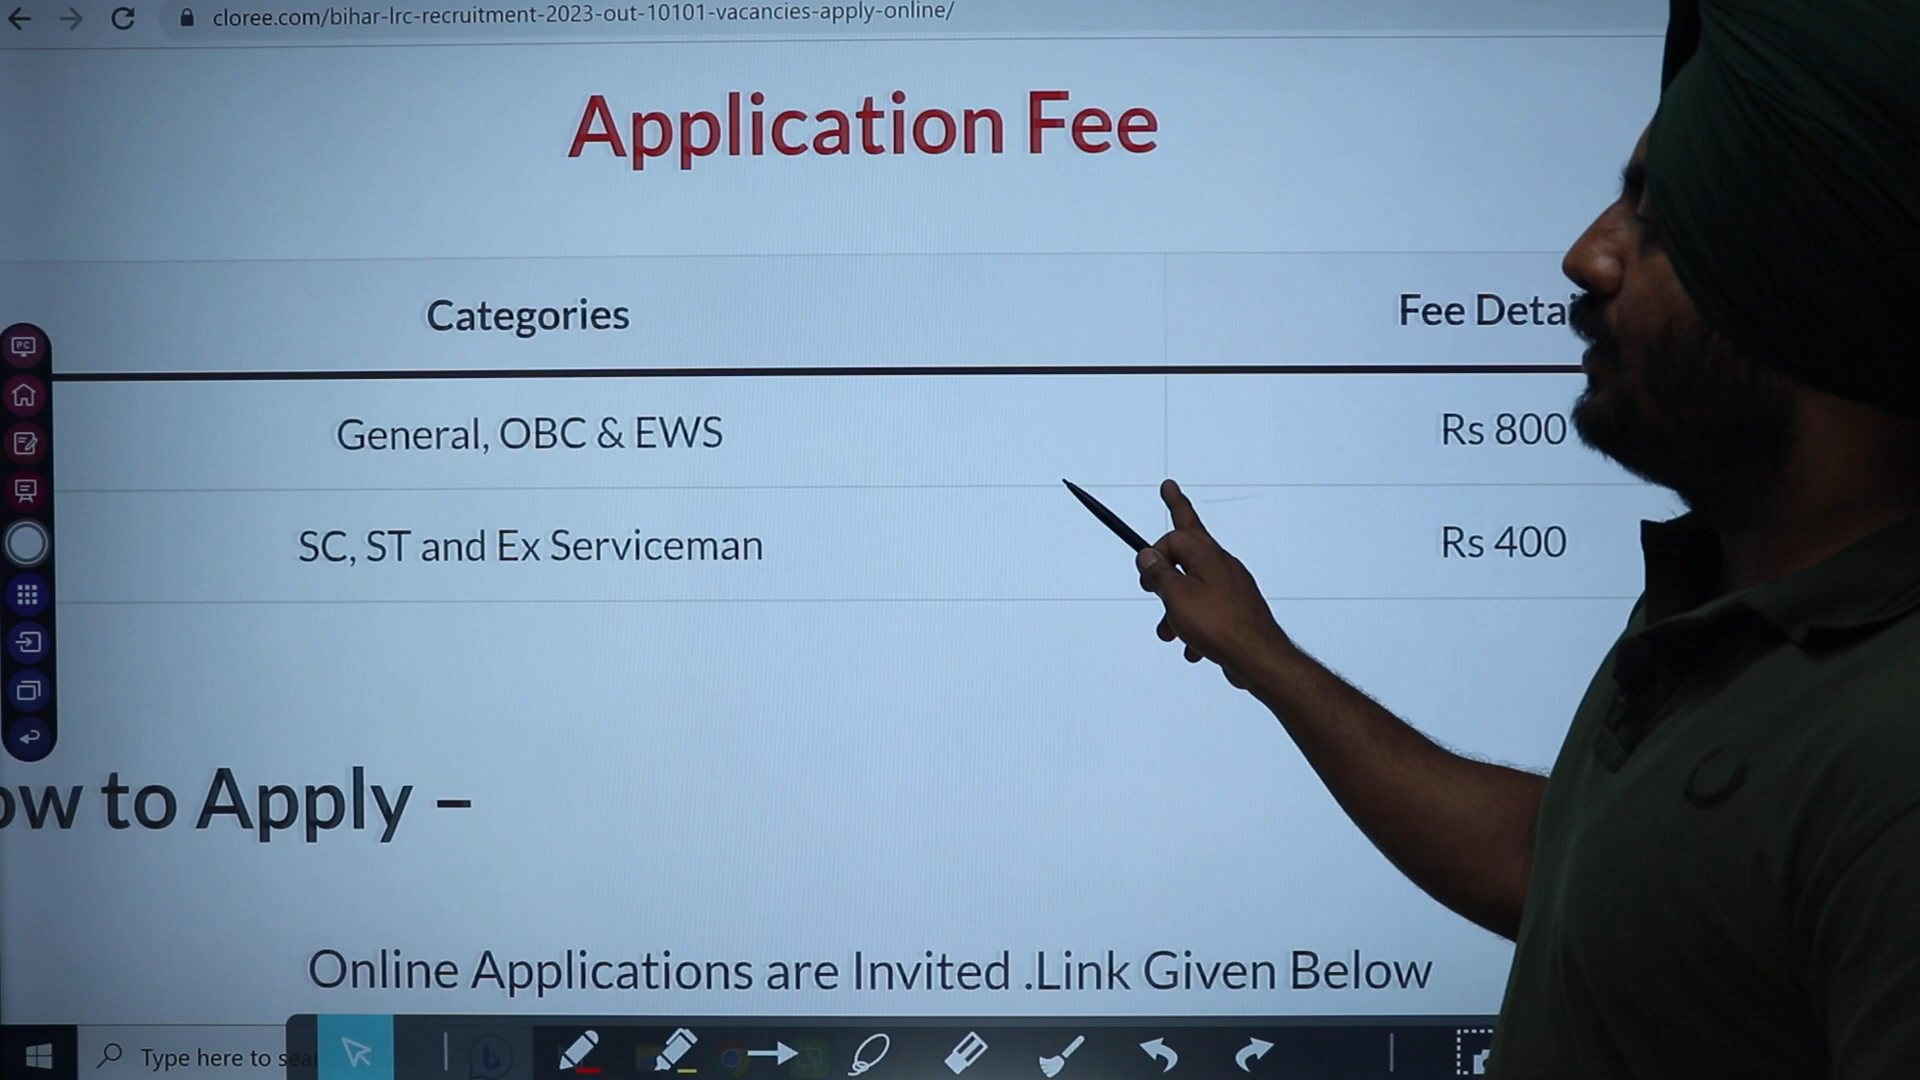 cloree.com/bihar-lrc-recruitment-2023-out-10101-vacancies-apply-online/
Application Fee
Categories
Fee Detai
General, OBC & EWS
Rs 800
SC, ST and Ex Serviceman
Rs 400
ow to Apply –
Online Applications are Invited .Link Given Below
Type here to sea
PC